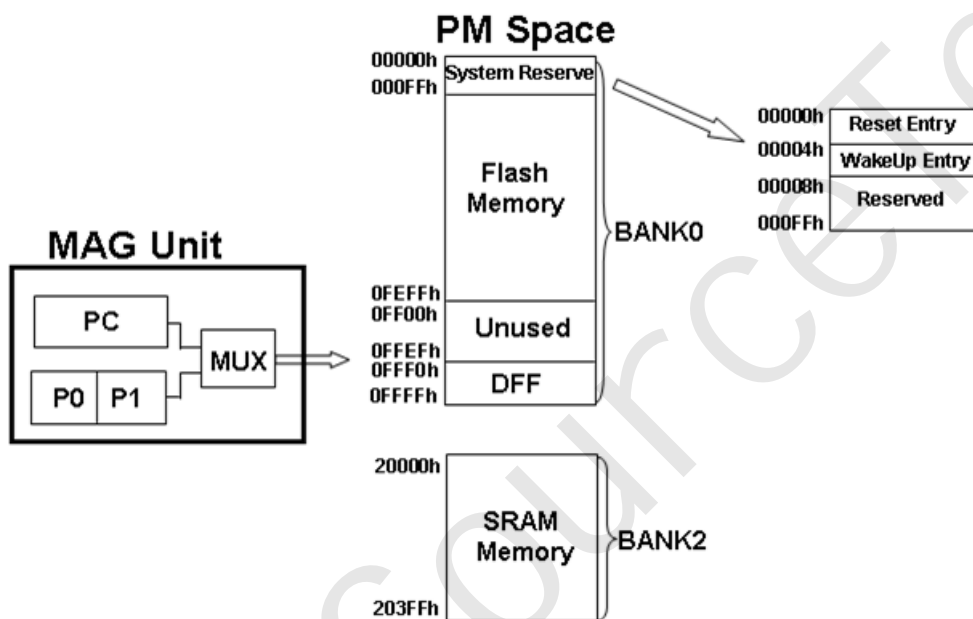 PM Space
00000h
System Reserve
000FFh
Flash
Memory
BANK0
0FEFFh
0FF00h
Unused
0FFEFh
0FFF0h
DFF
0FFFFh
00000h
Reset Entry
00004h
WakeUp Entry
00008h
Reserved
000FFh
MAG Unit
PC
MUX
P0
P1
20000h
SRAM
Memory
BANK2
203FFh